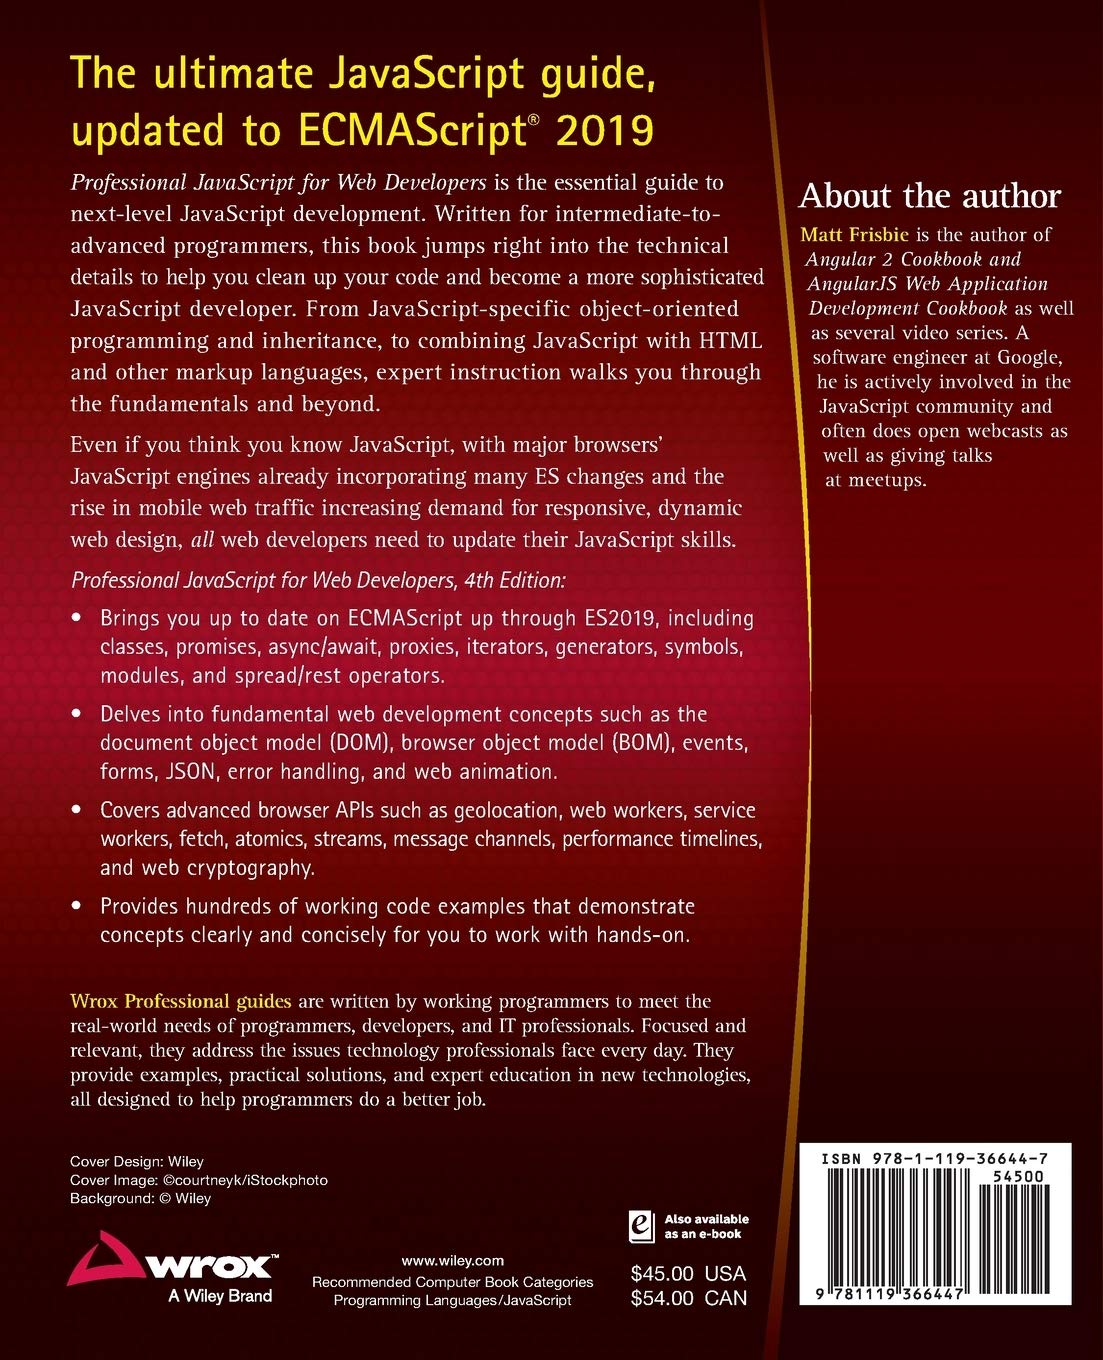 The ultimate JavaScript guide,
updated to ECMAScript® 2019
Professional JavaScript for Web Developers is the essential guide to
next-level JavaScript development. Written for intermediate-to-
advanced programmers, this book jumps right into the technical
details to help you clean up your code and become a more sophisticated
JavaScript developer. From JavaScript-specific object-oriented
programming and inheritance, to combining JavaScript with HTML
and other markup languages, expert instruction walks you through
the fundamentals and beyond.
Even if you think you know JavaScript, with major browsers’
JavaScript engines already incorporating many ES changes and the
rise in mobile web traffic increasing demand for responsive, dynamic
web design, all web developers need to update their JavaScript skills.
Professional JavaScript for Web Developers, 4th Edition:
• Brings you up to date on ECMAScript up through ES2019, including
classes, promises, async/await, proxies, iterators, generators, symbols,
modules, and spread/rest operators.
• Delves into fundamental web development concepts such as the
document object model (DOM), browser object model (BOM), events,
forms, JSON, error handling, and web animation.
• Covers advanced browser APIs such as geolocation, web workers, service
workers, fetch, atomics, streams, message channels, performance timelines,
and web cryptography.
• Provides hundreds of working code examples that demonstrate
concepts clearly and concisely for you to work with hands-on.
Wrox Professional guides are written by working programmers to meet the
real-world needs of programmers, developers, and IT professionals. Focused and
relevant, they address the issues technology professionals face every day. They
provide examples, practical solutions, and expert education in new technologies,
all designed to help programmers do a better job.
About the author
Matt Frisbie is the author of
Angular 2 Cookbook and
AngularJS Web Application
Development Cookbook as well
as several video series. A
software engineer at Google,
he is actively involved in the
JavaScript community and
often does open webcasts as
well as giving talks
at meetups.
Cover Design: Wiley
Cover Image: ©courtneyk/iStockphoto
Background: © Wiley
wrox™
A Wiley Brand
www.wiley.com
Recommended Computer Book Categories
Programming Languages/JavaScript
e
Also available
as an e-book
$45.00 USA
$54.00 CAN
ISBN 978-1-119-36644-7
54500
9 781119 366447